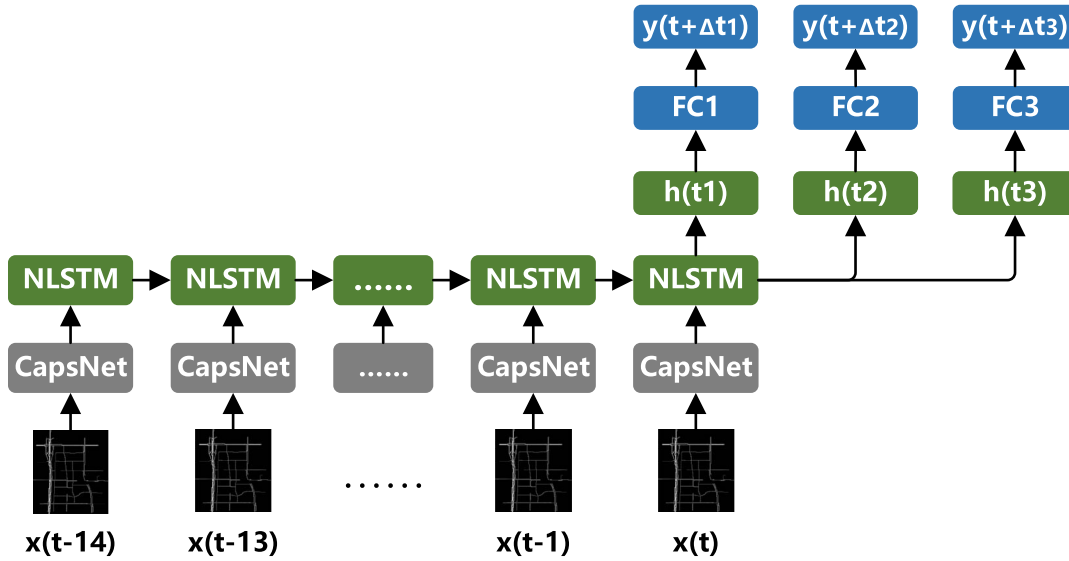 y(t+Δt1) y(t+Δt2) y(t+Δt3)
FC1 FC2 FC3
h(t1) h(t2) h(t3)
NLSTM NLSTM ...... NLSTM NLSTM
CapsNet CapsNet ...... CapsNet CapsNet
......
x(t-14) x(t-13) x(t-1) x(t)